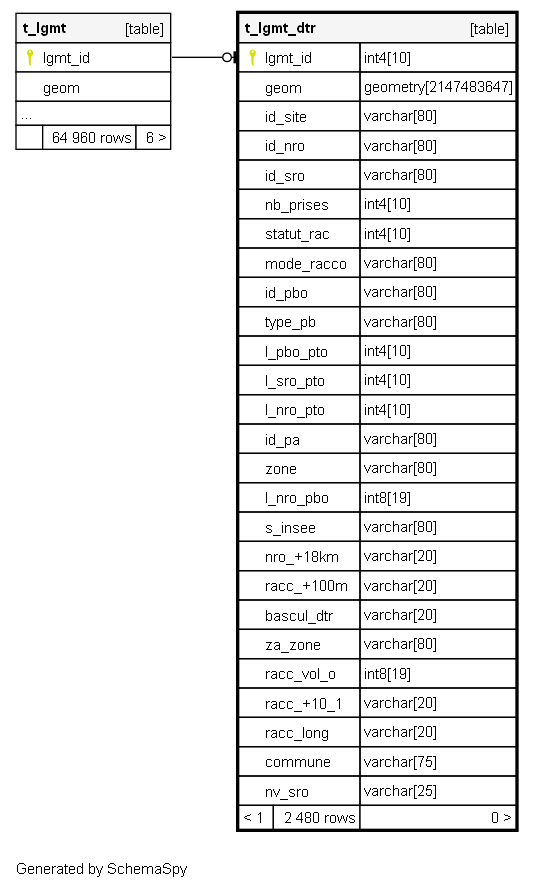 t_lgmt [table]
lgmt_id
geom
...
64 960 rows 6 >
t_lgmt_dtr [table]
lgmt_id int4[10]
geom geometry[2147483647]
id_site varchar[80]
id_nro varchar[80]
id_sro varchar[80]
nb_prises int4[10]
statut_rac int4[10]
mode_racco varchar[80]
id_pbo varchar[80]
type_pb varchar[80]
l_pbo_pto int4[10]
l_sro_pto int4[10]
l_nro_pto int4[10]
id_pa varchar[80]
zone varchar[80]
l_nro_pbo int8[19]
s_insee varchar[80]
nro_+18km varchar[20]
racc_+100m varchar[20]
bascul_dtr varchar[20]
za_zone varchar[80]
racc_vol_o int8[19]
racc_+10_1 varchar[20]
racc_long varchar[20]
commune varchar[75]
nv_sro varchar[25]
< 1 2 480 rows 0 >
Generated by SchemaSpy